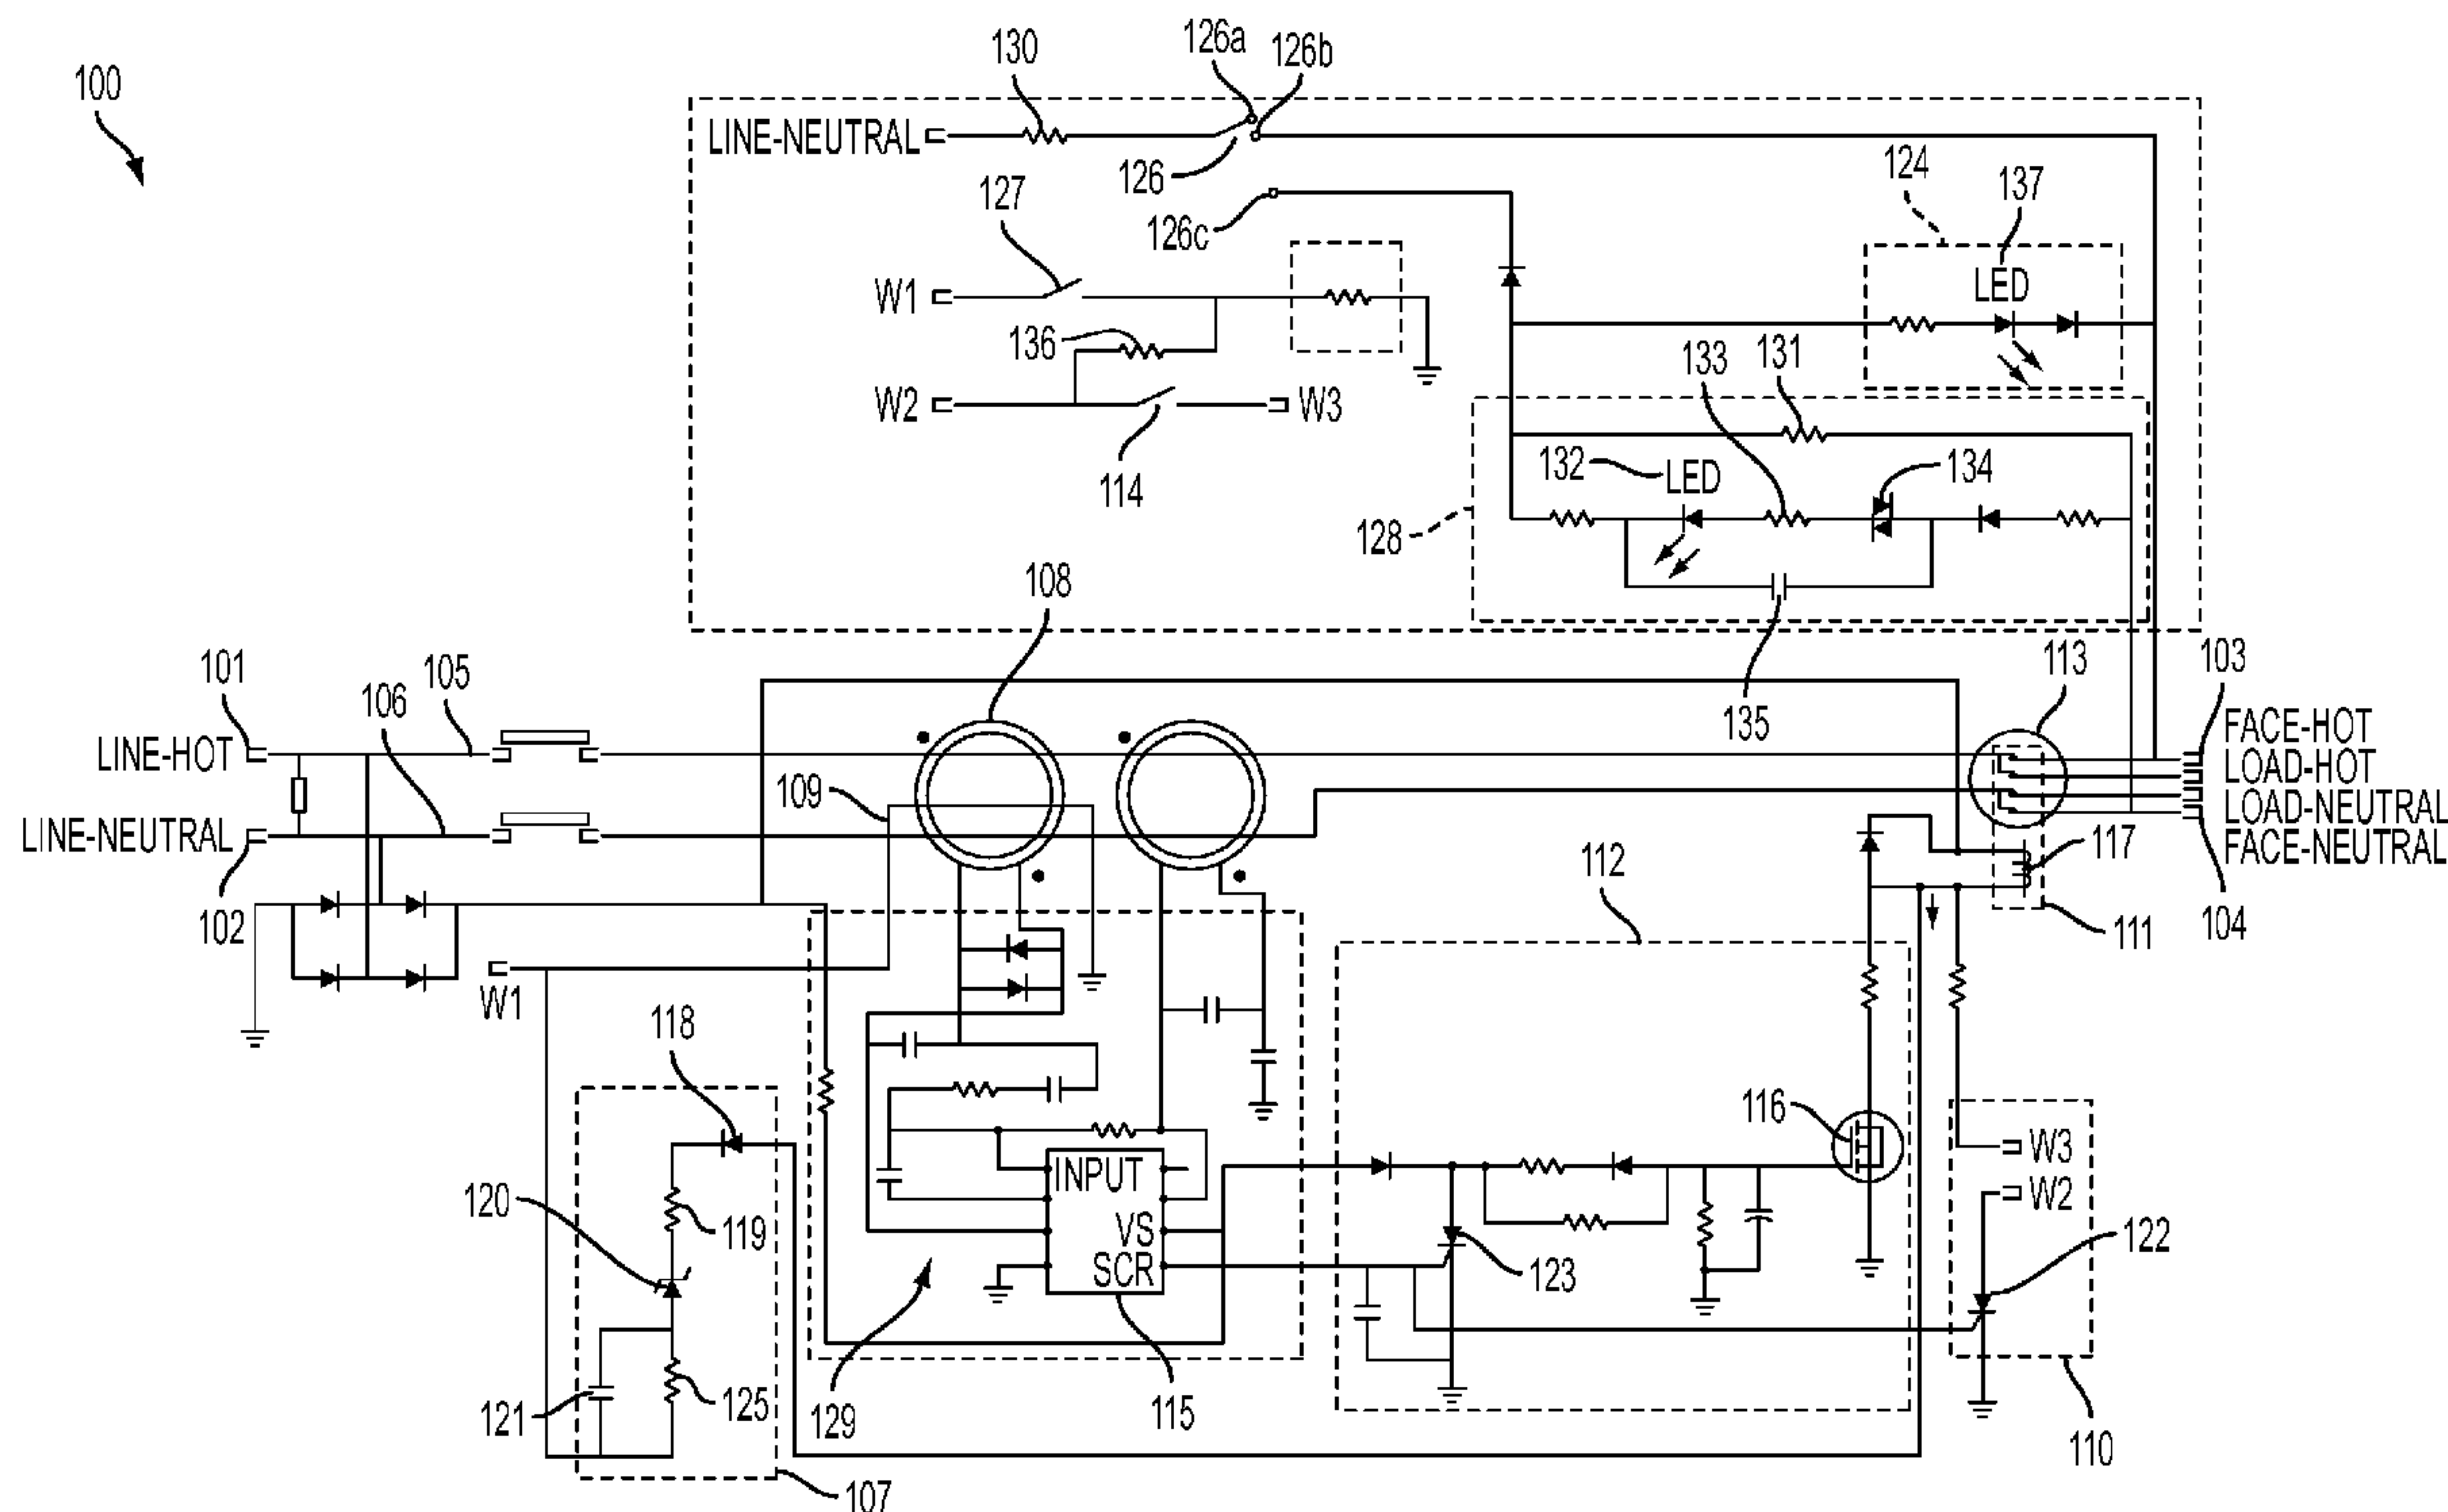 100
130
126a
126b
LINE-NEUTRAL
126
124
137
127
126c
LED
W1
136
133
131
W2
W3
114
132
LED
134
128
108
101
105
106
135
113
103
LINE-HOT
109
FACE-HOT
LOAD-HOT
LOAD-NEUTRAL
FACE-NEUTRAL
LINE-NEUTRAL
117
102
112
111
104
W1
118
116
W3
W2
120
119
INPUT
VS
SCR
123
122
121
125
129
115
110
107